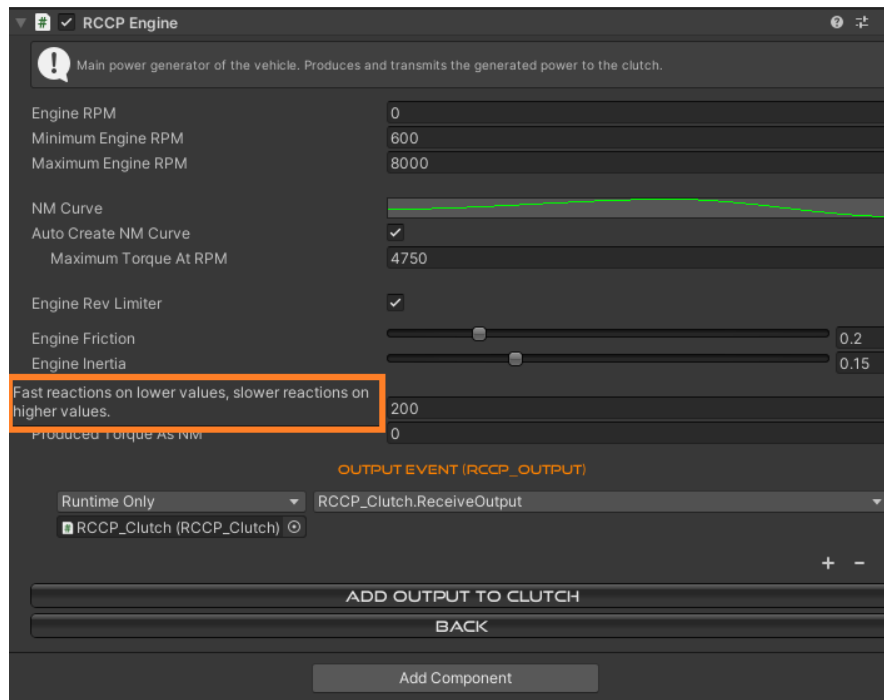 RCCP Engine
Main power generator of the vehicle. Produces and transmits the generated power to the clutch.
Engine RPM 0
Minimum Engine RPM 600
Maximum Engine RPM 8000
NM Curve
Auto Create NM Curve
Maximum Torque At RPM 4750
Engine Rev Limiter
Engine Friction 0.2
Engine Inertia 0.15
Fast reactions on lower values, slower reactions on
higher values.
200
Produced Torque As NM 0
OUTPUT EVENT (RCCP_OUTPUT)
Runtime Only RCCP_Clutch.ReceiveOutput
RCCP_Clutch (RCCP_Clutch)
+ -
ADD OUTPUT TO CLUTCH
BACK
Add Component